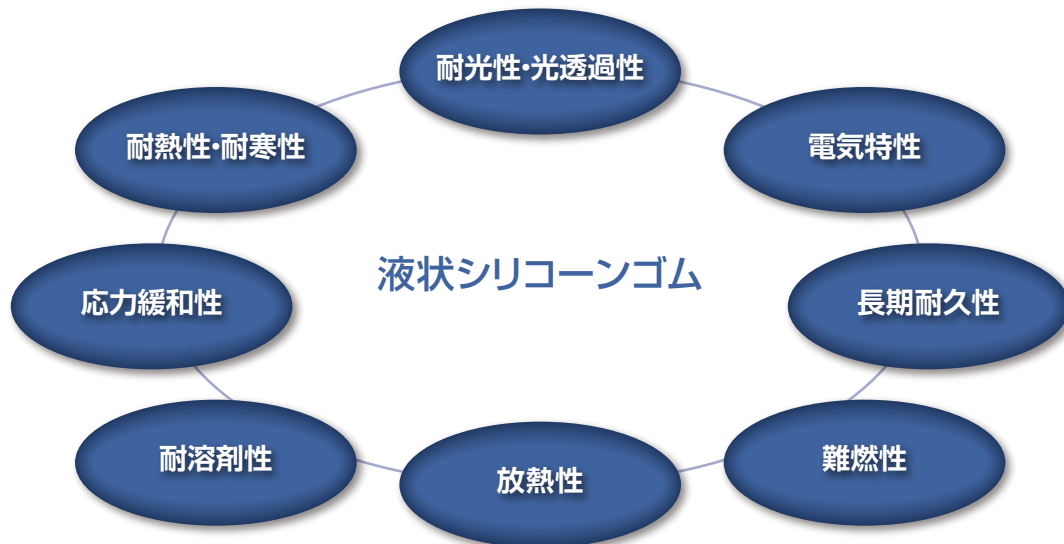 耐光性・光透過性
耐熱性・耐寒性
電気特性
液状シリコーンゴム
応力緩和性
長期耐久性
耐溶剤性
放熱性
難燃性